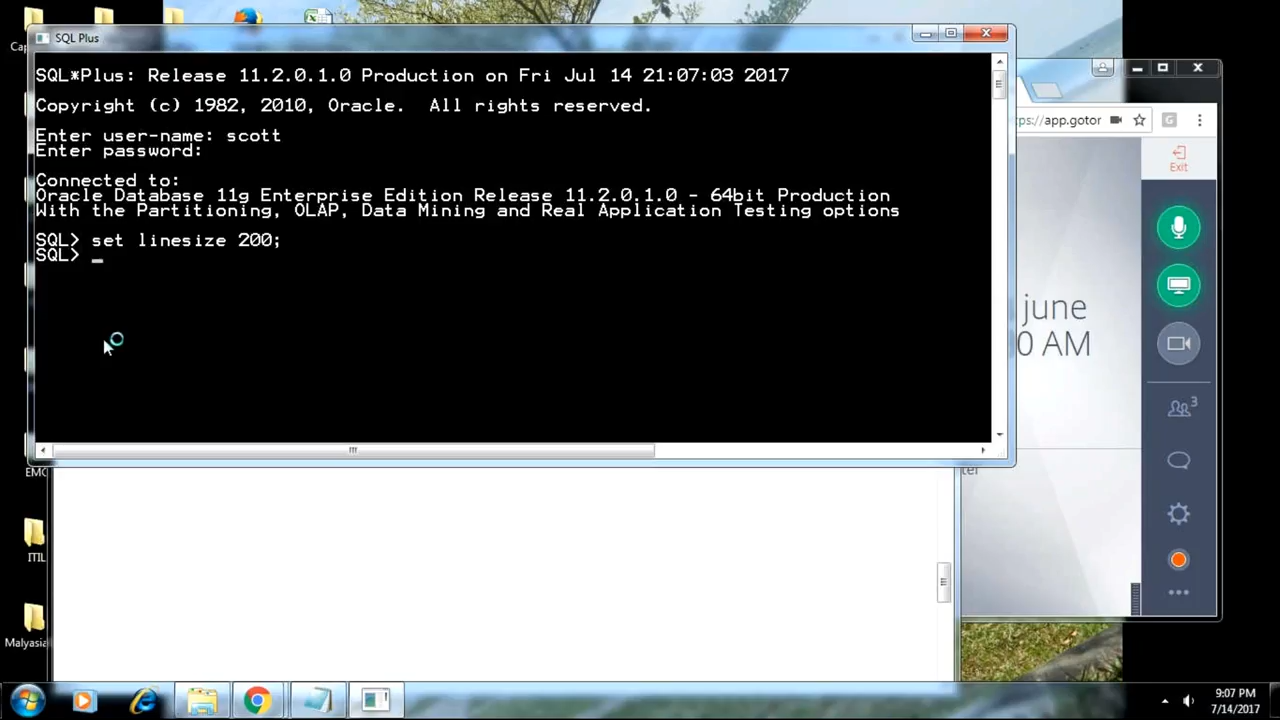 Cap
SQL Plus
SQL*Plus: Release 11.2.0.1.0 Production on Fri Jul 14 21:07:03 2017
Copyright (c) 1982, 2010, Oracle.  All rights reserved.
Enter user-name: scott
Enter password:
Connected to:
Oracle Database 11g Enterprise Edition Release 11.2.0.1.0 - 64bit Production
With the Partitioning, OLAP, Data Mining and Real Application Testing options
SQL> set linesize 200;
SQL>
ps://app.gotor
G
Exit
june
0 AM
3
EMC
ITIL
Malyasia
9:07 PM
7/14/2017